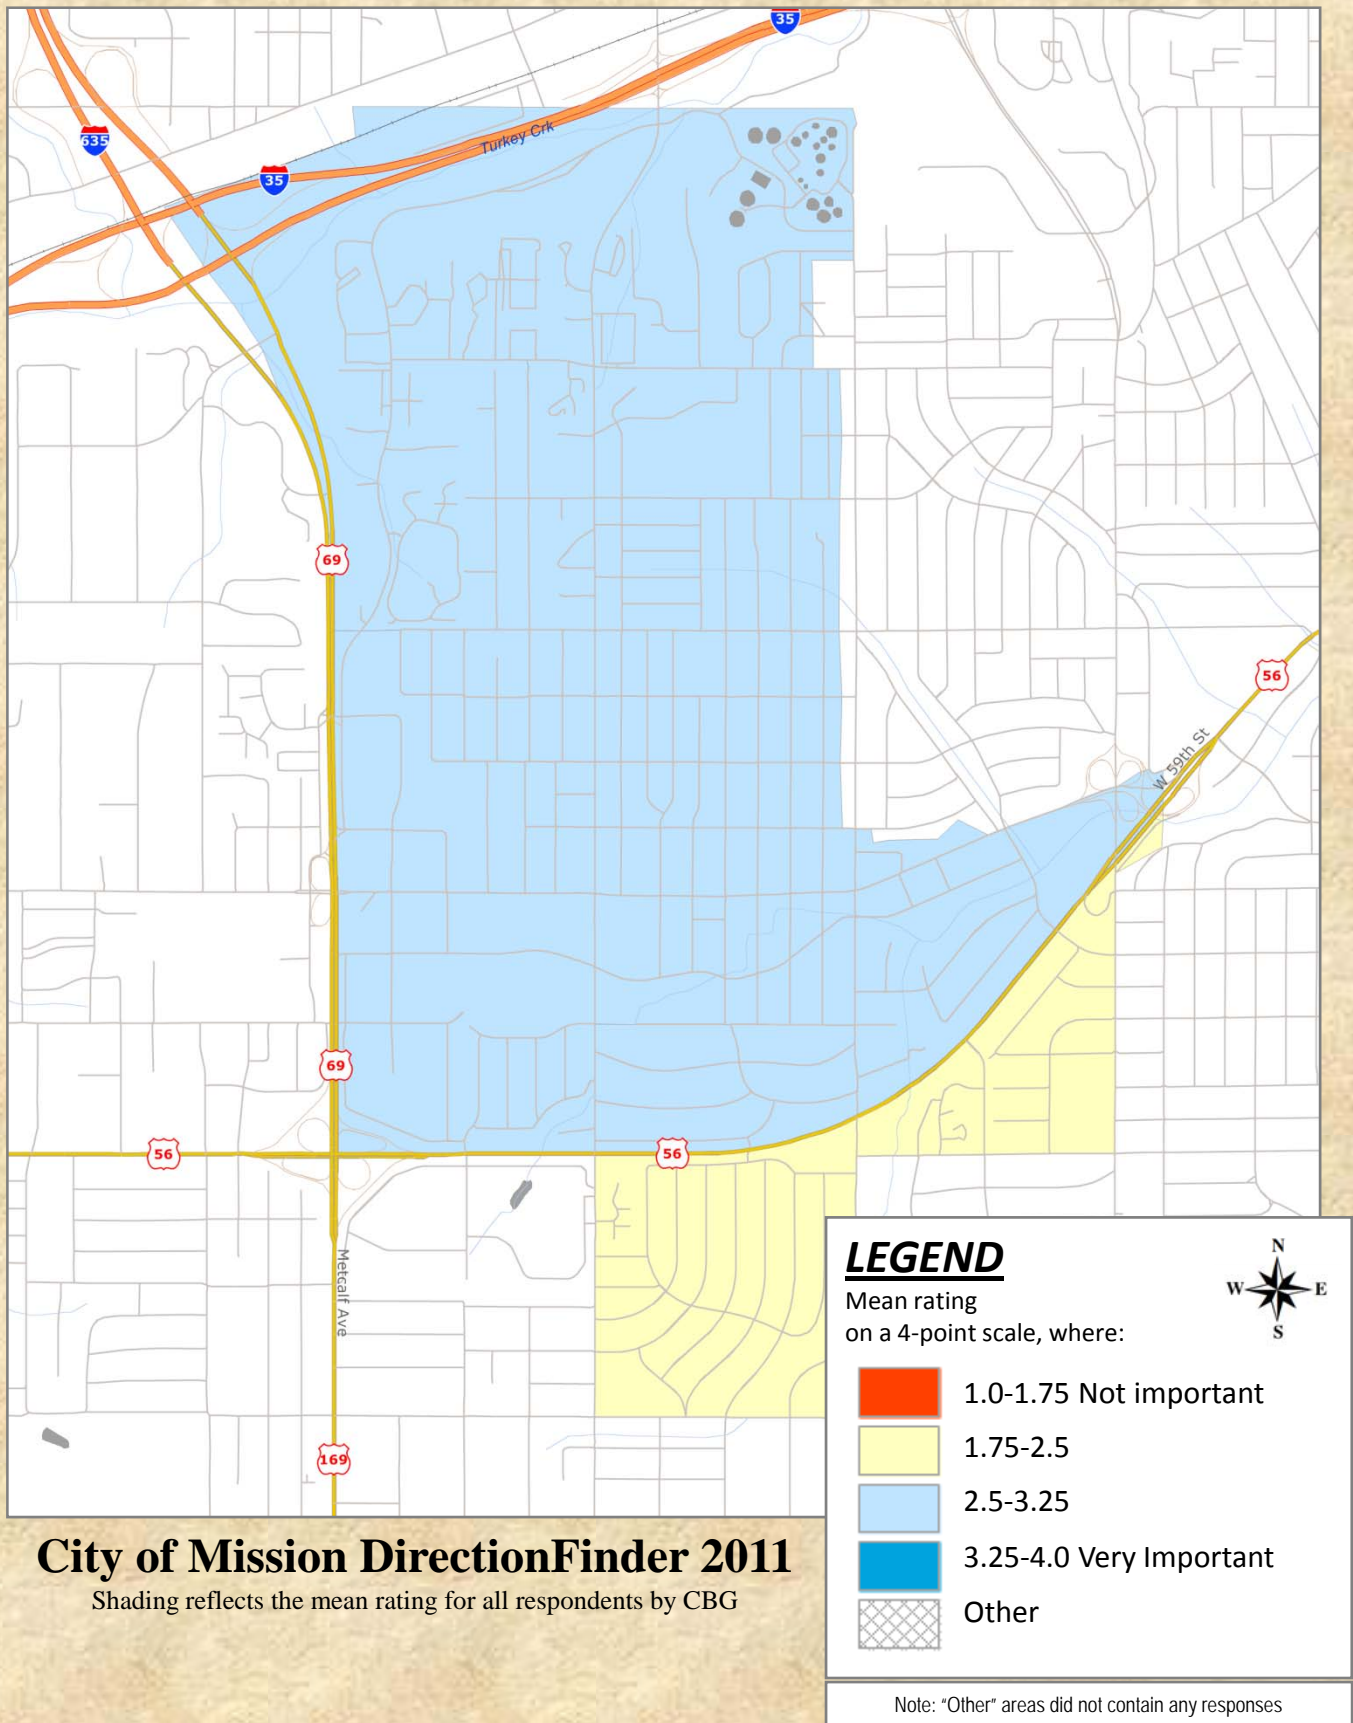 35
635
35
Turkey Crk
69
56
W 59th St
69
56
56
Metcalf Ave
169
LEGEND
Mean rating
on a 4-point scale, where:
N
W E
S
1.0-1.75 Not important
1.75-2.5
2.5-3.25
3.25-4.0 Very Important
Other
City of Mission DirectionFinder 2011
Shading reflects the mean rating for all respondents by CBG
Note: “Other” areas did not contain any responses